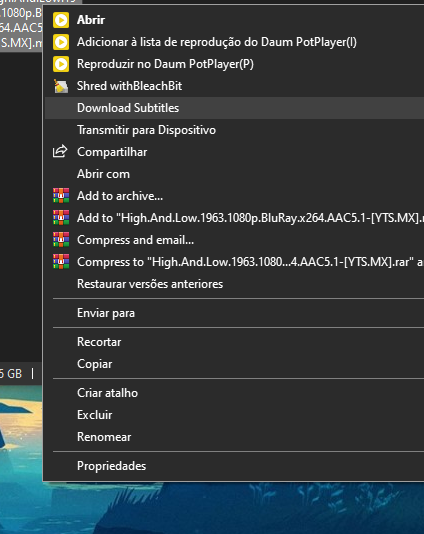 1080p.B
64.AAC5
TS.MX].m
Abrir
Adicionar à lista de reprodução do Daum PotPlayer(I)
Reproduzir no Daum PotPlayer(P)
Shred withBleachBit
Download Subtitles
Transmitir para Dispositivo
Compartilhar
Abrir com
Add to archive...
Add to "High.And.Low.1963.1080p.BluRay.x264.AAC5.1-[YTS.MX].r
Compress and email...
Compress to "High.And.Low.1963.1080...4.AAC5.1-[YTS.MX].rar" a
Restaurar versões anteriores
Enviar para
Recortar
Copiar
5 GB
Criar atalho
Excluir
Renomear
Propriedades